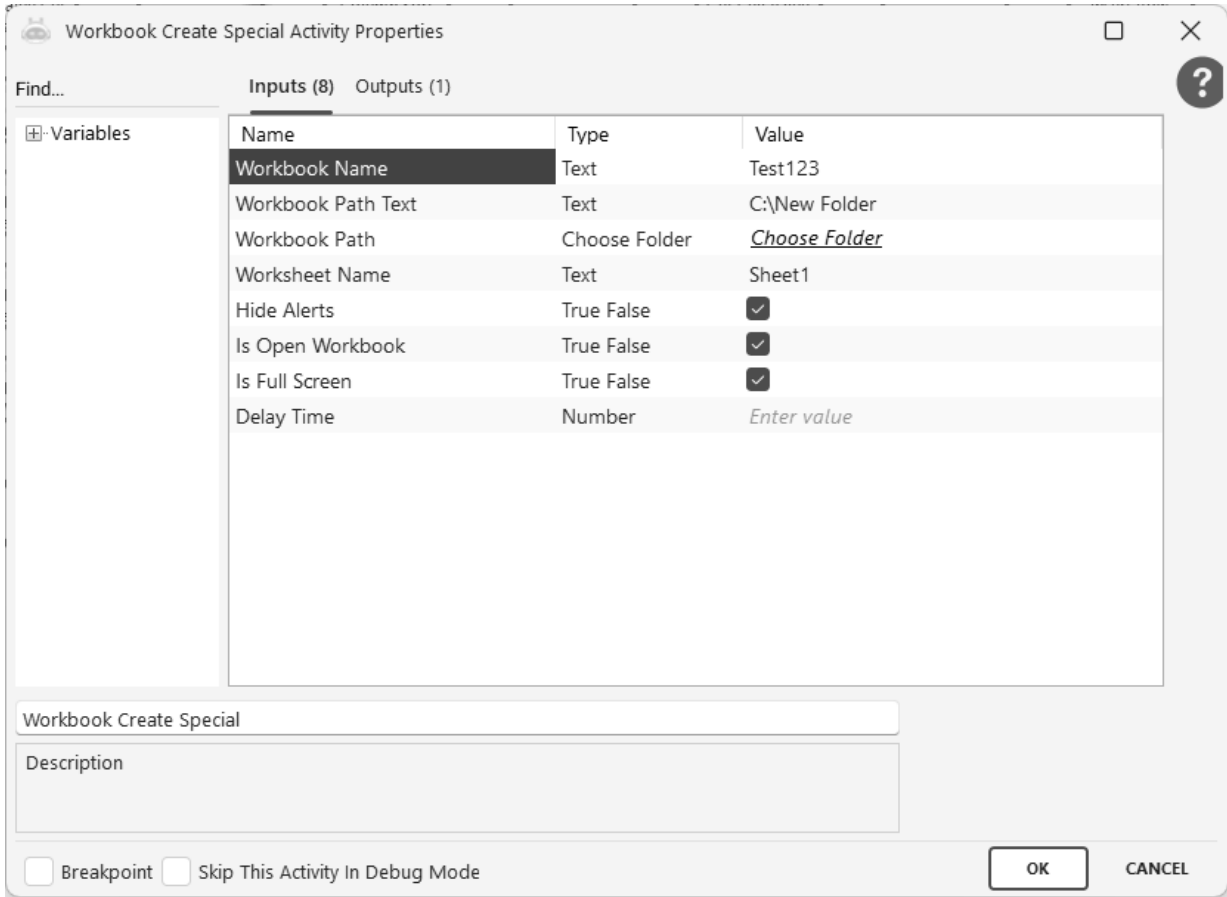 Workbook Create Special Activity Properties
?
Find...
Inputs (8) Outputs (1)
Variables
Name Type Value
Workbook Name Text Test123
Workbook Path Text Text C:\New Folder
Workbook Path Choose Folder Choose Folder
Worksheet Name Text Sheet1
Hide Alerts True False
Is Open Workbook True False
Is Full Screen True False
Delay Time Number Enter value
Workbook Create Special
Description
Breakpoint Skip This Activity In Debug Mode OK CANCEL